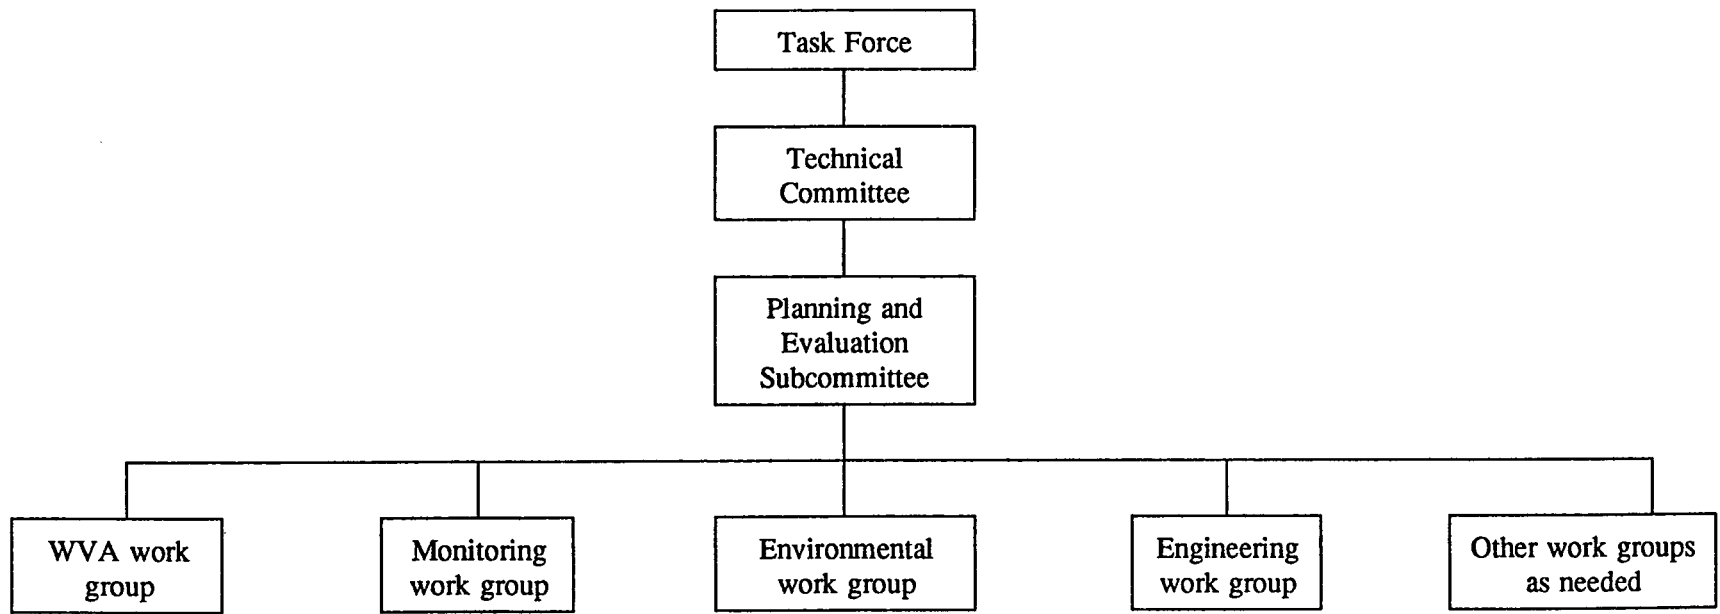 Task Force
Technical
Committee
Planning and
Evaluation
Subcommittee
WVA work
group
Monitoring
work group
Environmental
work group
Engineering
work group
Other work groups
as needed